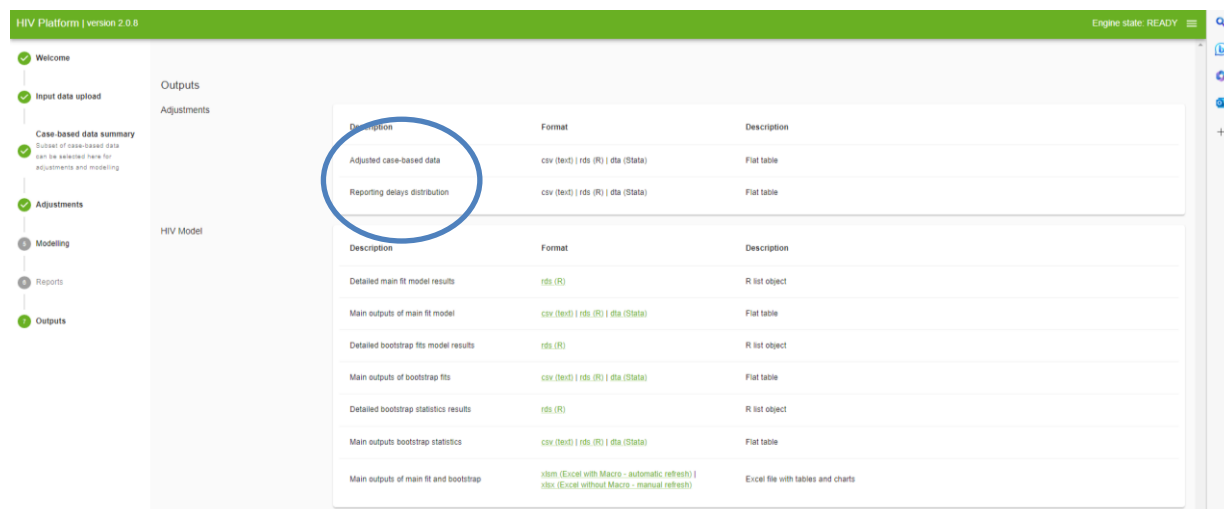 HIV Platform | version 2.0.8
Engine state: READY
Welcome
Input data upload
Case-based data summary
Subset of case-based data
can be selected here for
adjustments and modelling
Adjustments
5 Modelling
6 Reports
7 Outputs
Outputs
Adjustments
Description Format Description
Adjusted case-based data csv (text) | rds (R) | dta (Stata) Flat table
Reporting delays distribution csv (text) | rds (R) | dta (Stata) Flat table
HIV Model
Description Format Description
Detailed main fit model results rds (R) R list object
Main outputs of main fit model csv (text) | rds (R) | dta (Stata) Flat table
Detailed bootstrap fits model results rds (R) R list object
Main outputs of bootstrap fits csv (text) | rds (R) | dta (Stata) Flat table
Detailed bootstrap statistics results rds (R) R list object
Main outputs bootstrap statistics csv (text) | rds (R) | dta (Stata) Flat table
Main outputs of main fit and bootstrap xlsm (Excel with Macro - automatic refresh) | Excel file with tables and charts
xlsx (Excel without Macro - manual refresh)